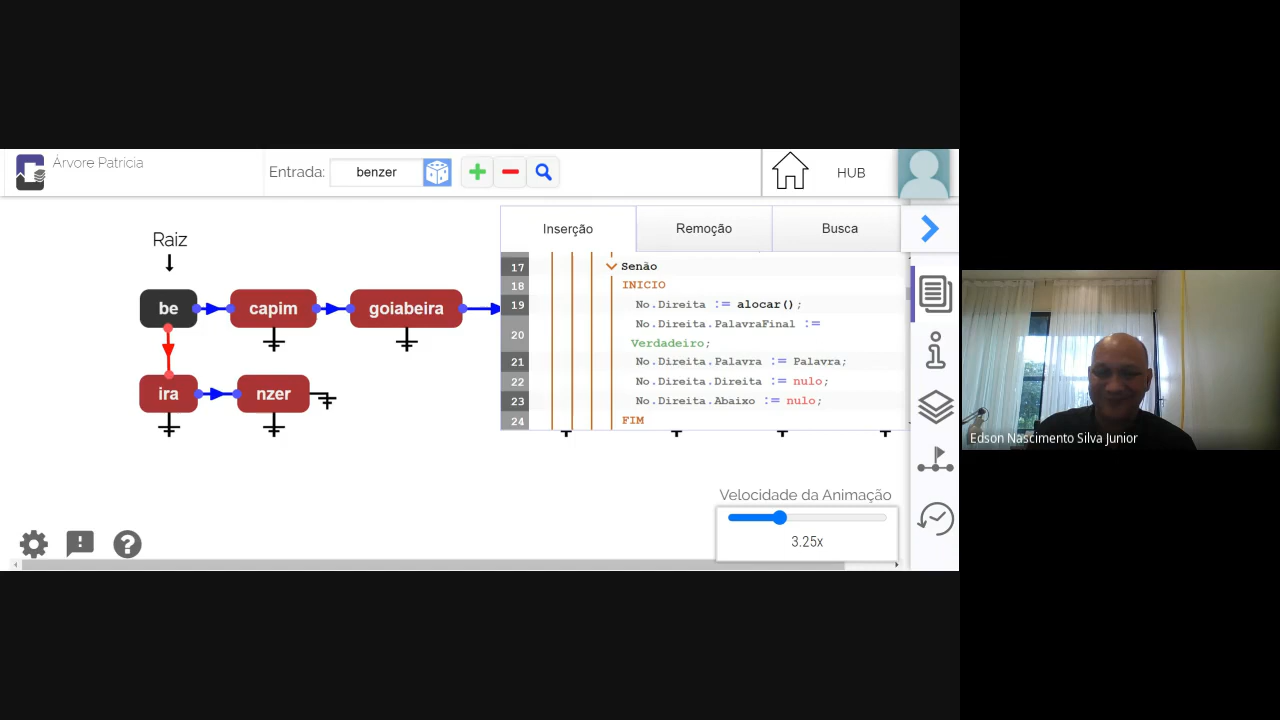 Árvore Patrícia
Entrada:
benzer
HUB
Raiz
be
capim
goiabeira
ira
nzer
Inserção
Remoção
Busca
17 Senão
18 INICIO
19 No.Direita := alocar();
20 No.Direita.PalavraFinal :=
Verdadeiro;
21 No.Direita.Palavra := Palavra;
22 No.Direita.Direita := nulo;
23 No.Direita.Abaixo := nulo;
24 FIM
Velocidade da Animação
3.25x
Edson Nascimento Silva Junior